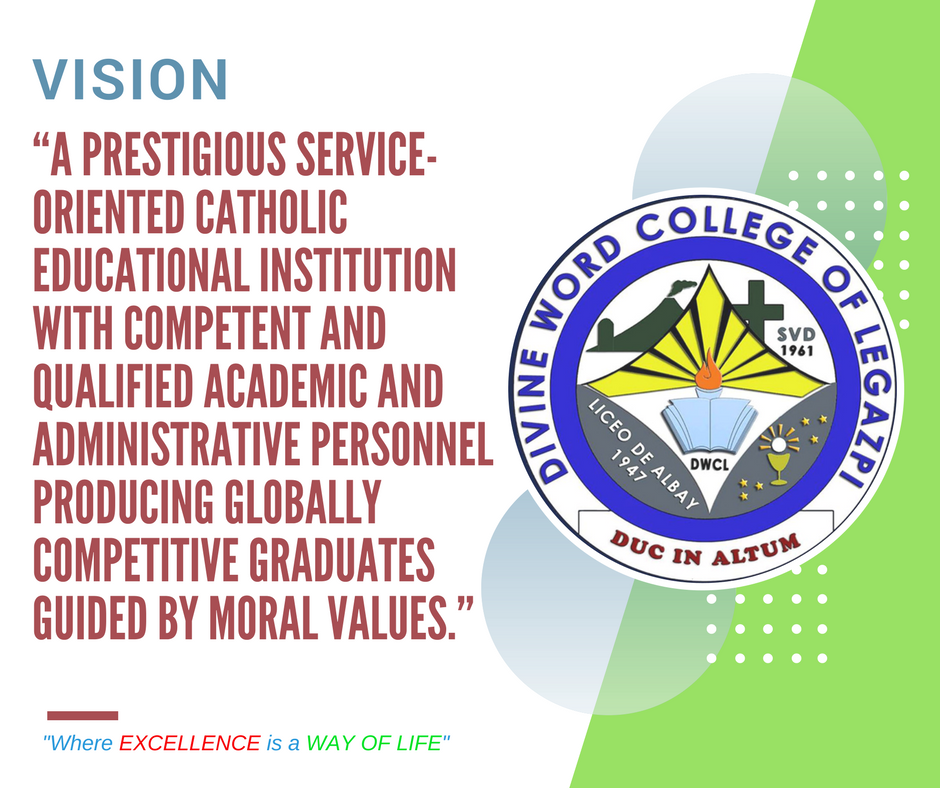 VISION
“A PRESTIGIOUS SERVICE-
ORIENTED CATHOLIC
EDUCATIONAL INSTITUTION
WITH COMPETENT AND
QUALIFIED ACADEMIC AND
ADMINISTRATIVE PERSONNEL
PRODUCING GLOBALLY
COMPETITIVE GRADUATES
GUIDED BY MORAL VALUES.”
"Where EXCELLENCE is a WAY OF LIFE"
DIVINE WORD COLLEGE OF LEGAZPI
SVD
1961
LICEO DE ALBAY
1947
DWCL
DUC IN ALTUM